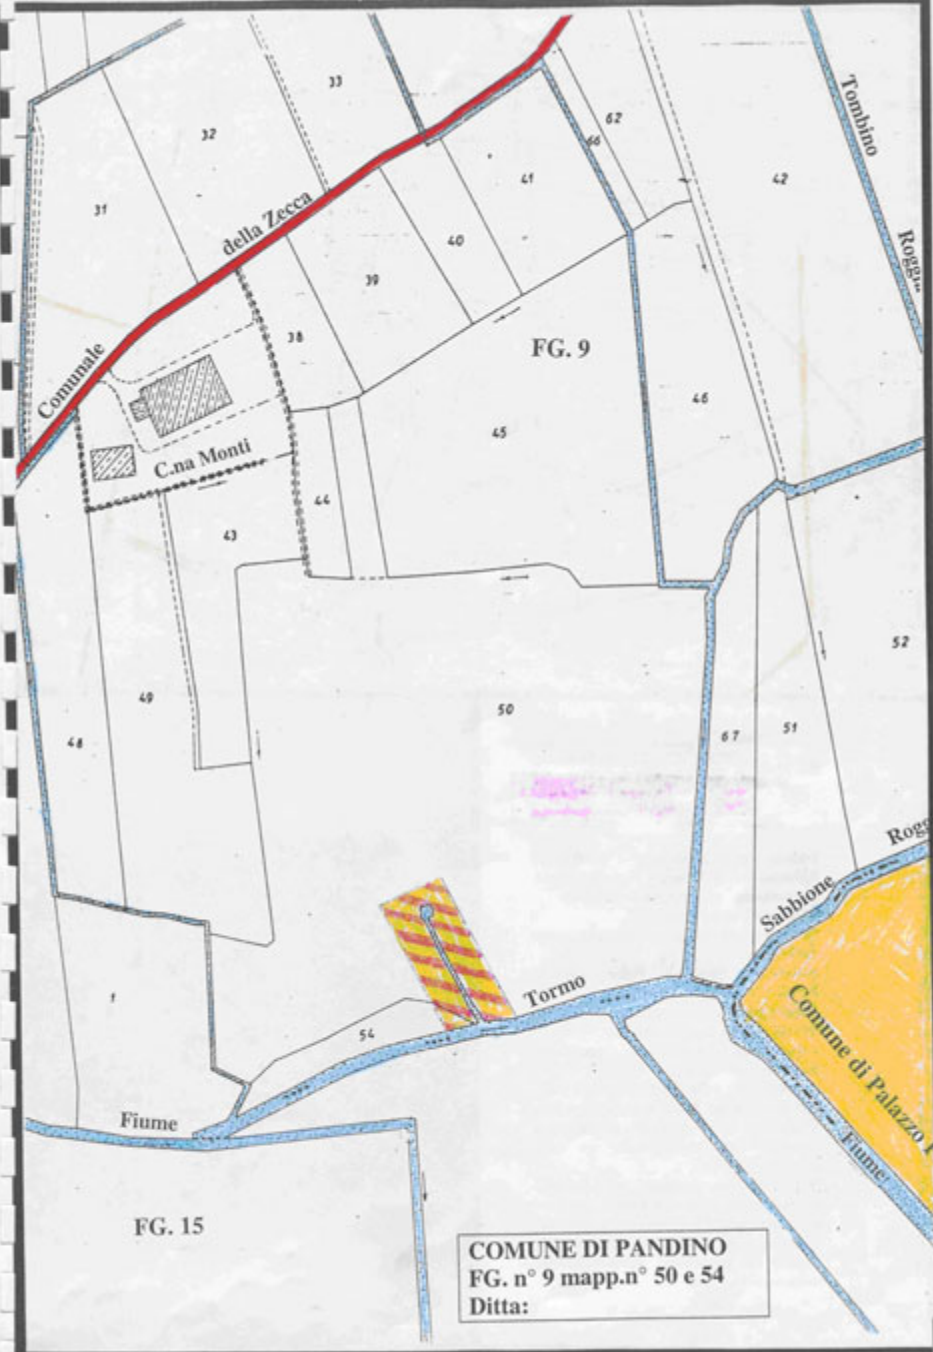 33
32
31
62
66
42
Tombino
Roggia
41
40
39
38
della Zecca
Comunale
FG. 9
46
45
C.na Monti
44
43
52
49
48
50
67
51
Rogg
Sabbione
Tormo
1
54
Comune di Palazzo
Fiume
Fiume
FG. 15
COMUNE DI PANDINO
FG. n° 9 mapp.n° 50 e 54
Ditta: